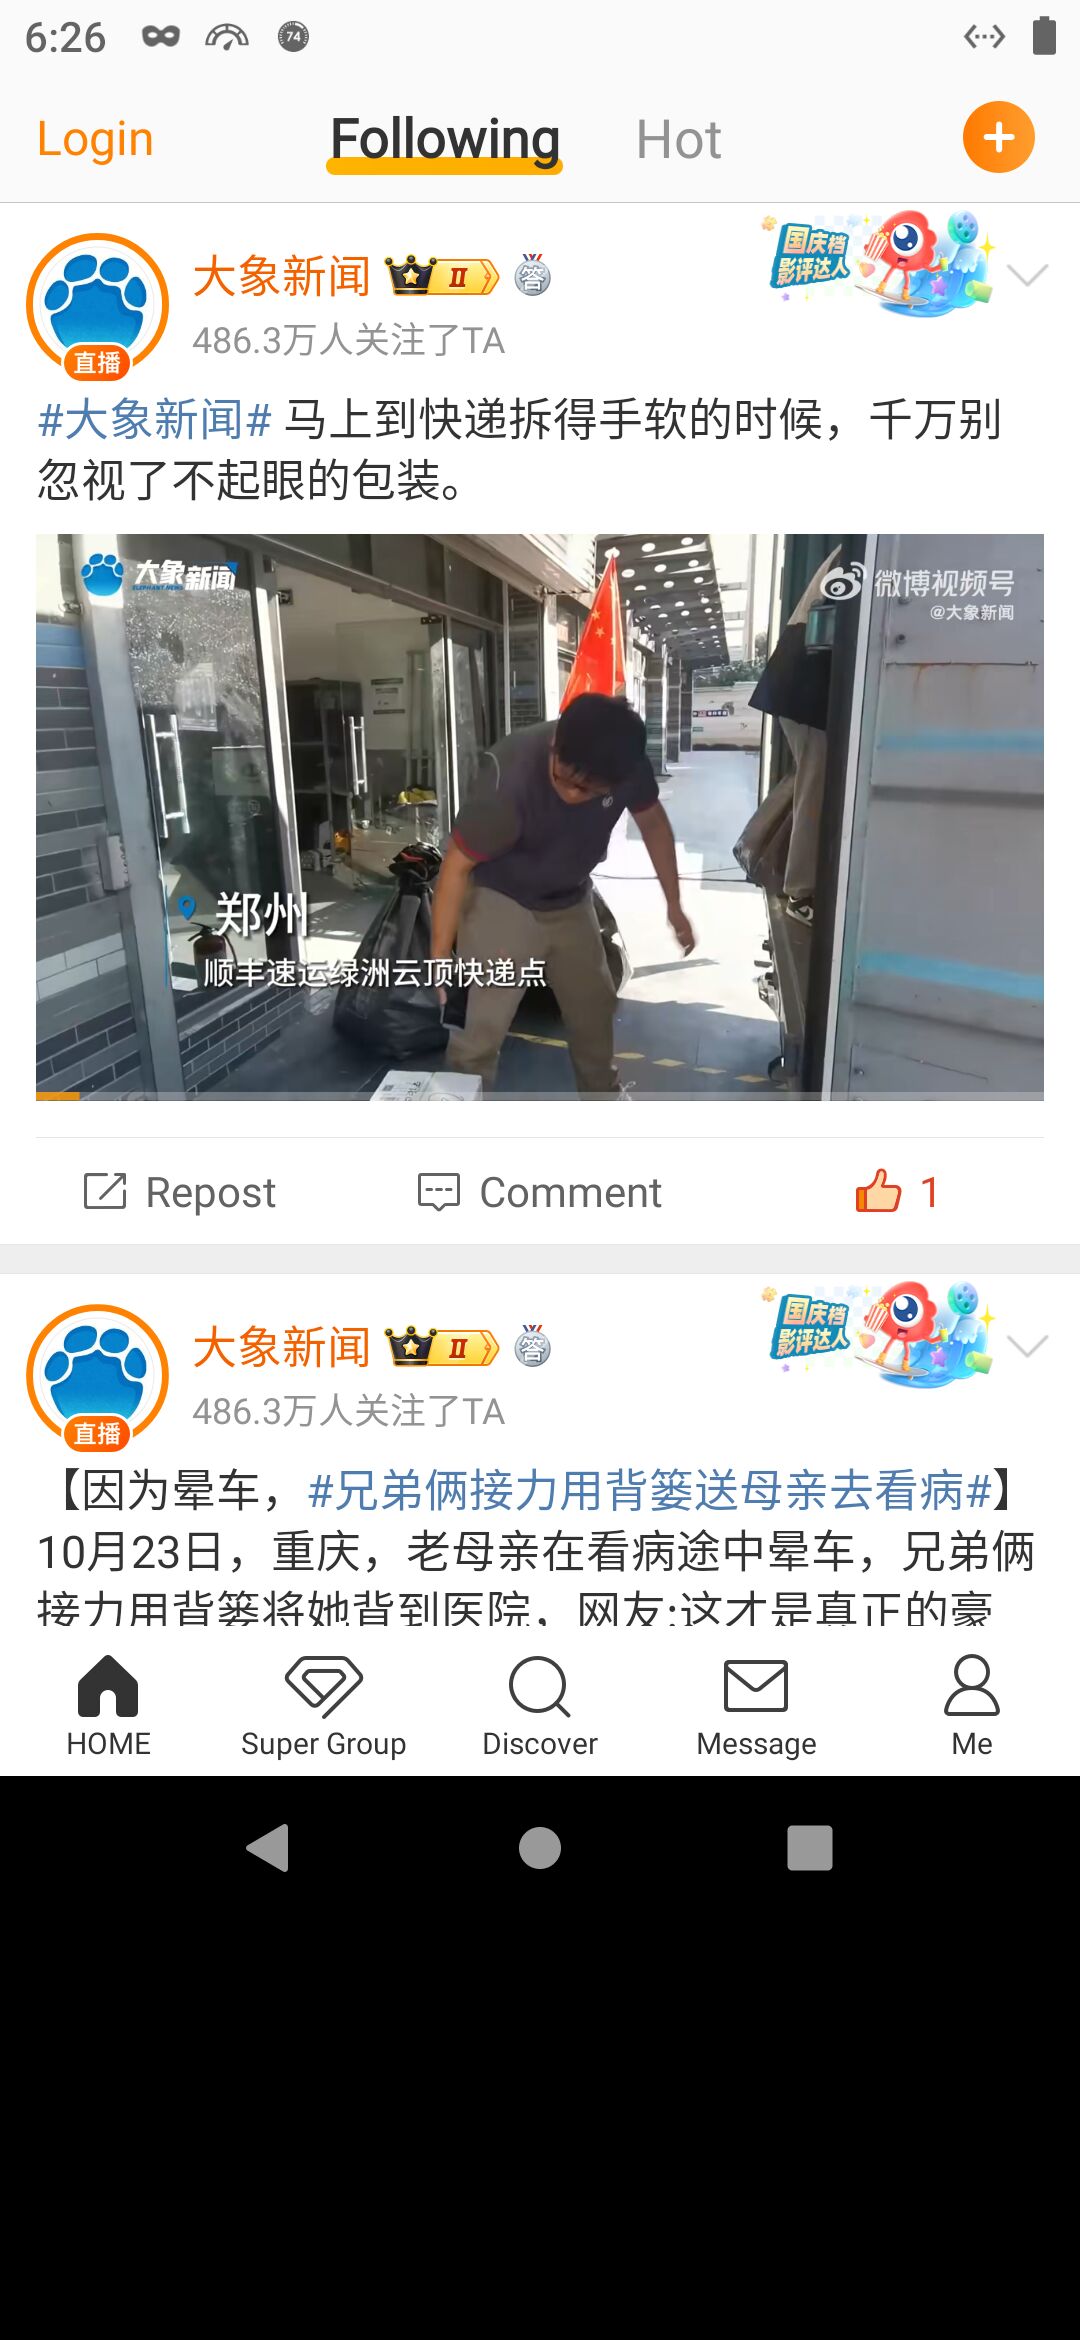 6:26
74
Login
Following
Hot
国庆档
影评达人
大象新闻
II
答
486.3万人关注了TA
直播
#大象新闻# 马上到快递拆得手软的时候，千万别
忽视了不起眼的包装。
大象新闻
ELEPHANT NEWS
微博视频号
@大象新闻
郑州
顺丰速运绿洲云顶快递点
Repost
Comment
1
国庆档
影评达人
大象新闻
II
答
486.3万人关注了TA
直播
【因为晕车，#兄弟俩接力用背篓送母亲去看病#】
10月23日，重庆，老母亲在看病途中晕车，兄弟俩
接力用背篓将她背到医院，网友:这才是真正的豪
HOME
Super Group
Discover
Message
Me